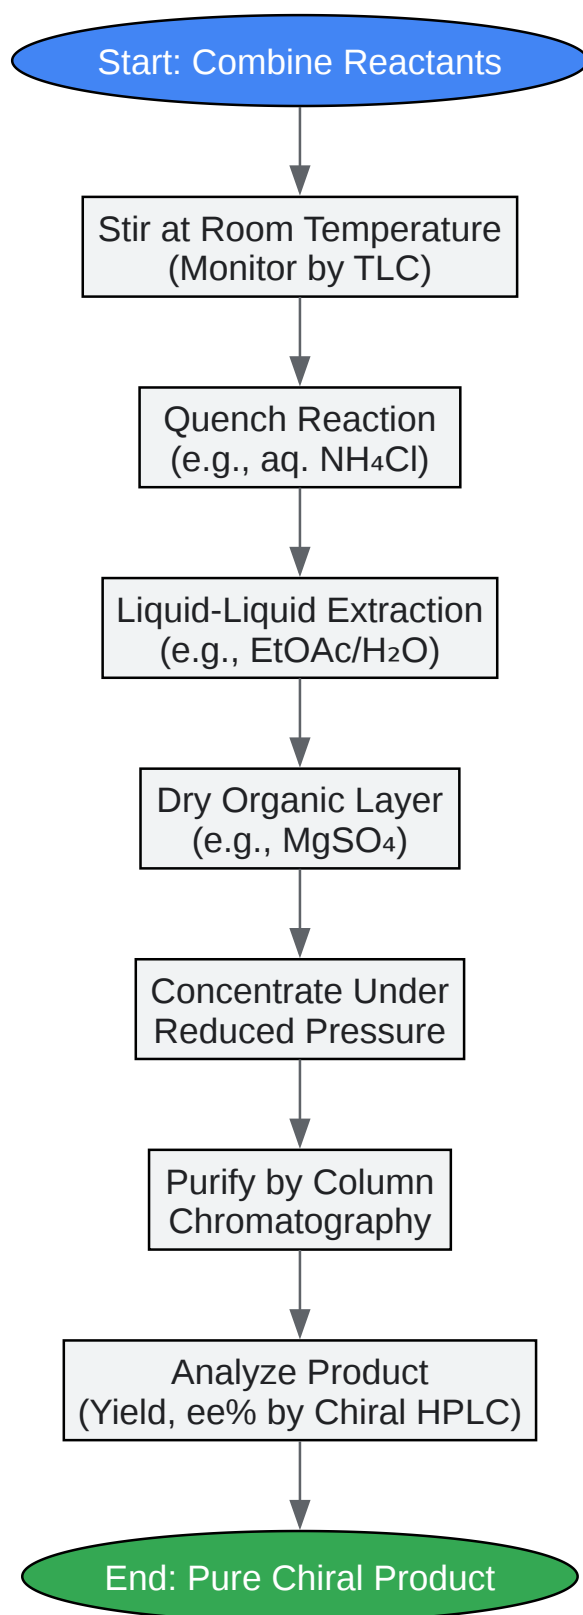 Start: Combine Reactants
Stir at Room Temperature
(Monitor by TLC)
Quench Reaction
(e.g., aq. NH₄Cl)
Liquid-Liquid Extraction
(e.g., EtOAc/H₂O)
Dry Organic Layer
(e.g., MgSO₄)
Concentrate Under
Reduced Pressure
Purify by Column
Chromatography
Analyze Product
(Yield, ee% by Chiral HPLC)
End: Pure Chiral Product